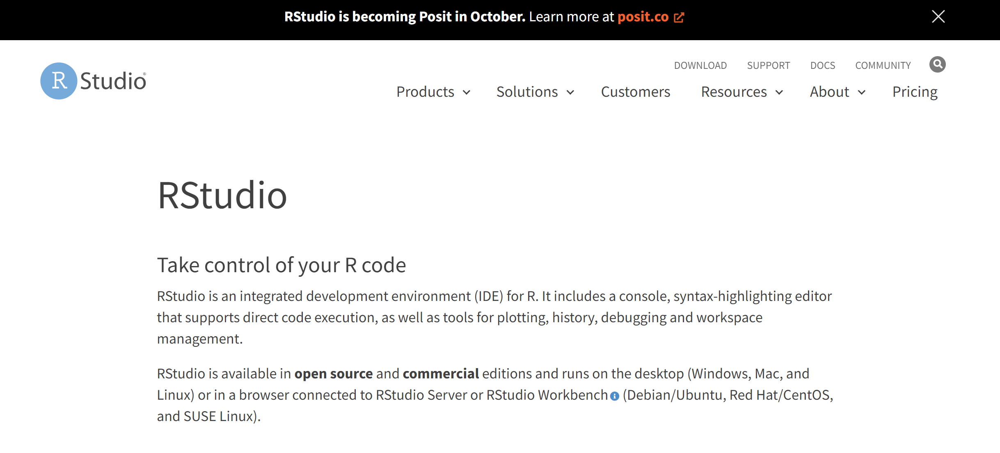 RStudio is becoming Posit in October. Learn more at posit.co
DOWNLOAD SUPPORT DOCS COMMUNITY
R Studio®
Products Solutions Customers Resources About Pricing
RStudio
Take control of your R code
RStudio is an integrated development environment (IDE) for R. It includes a console, syntax-highlighting editor
that supports direct code execution, as well as tools for plotting, history, debugging and workspace
management.
RStudio is available in open source and commercial editions and runs on the desktop (Windows, Mac, and
Linux) or in a browser connected to RStudio Server or RStudio Workbench (Debian/Ubuntu, Red Hat/CentOS,
and SUSE Linux).